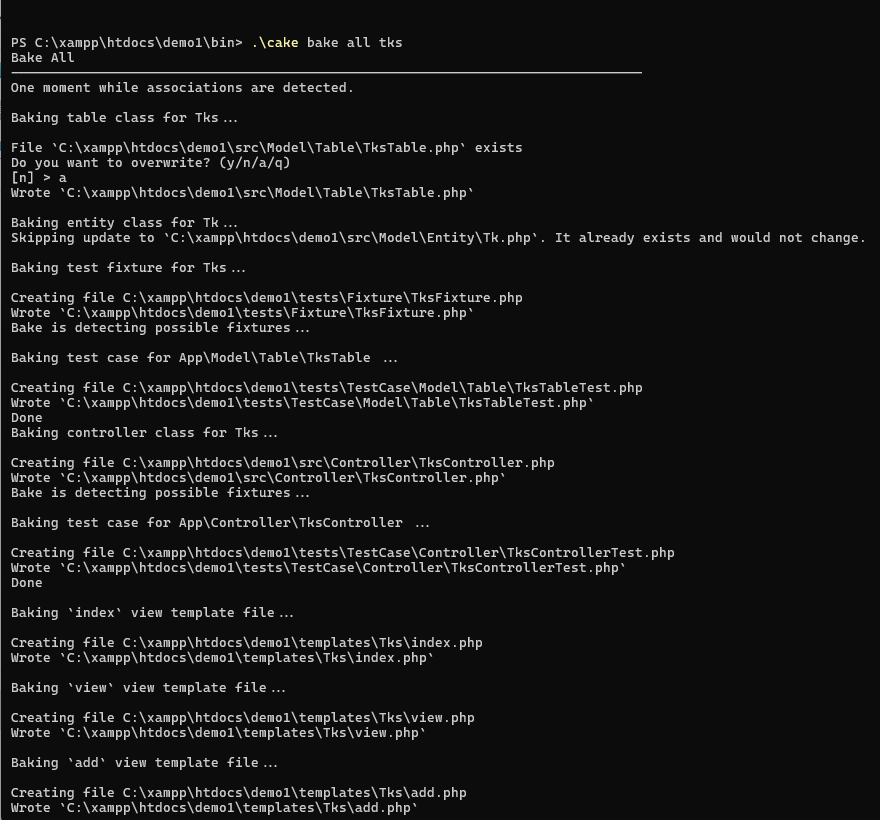 PS C:\xampp\htdocs\demo1\bin> .\cake bake all tks
Bake All
One moment while associations are detected.
Baking table class for Tks...
File `C:\xampp\htdocs\demo1\src\Model\Table\TksTable.php` exists
Do you want to overwrite? (y/n/a/q)
[n] > a
Wrote `C:\xampp\htdocs\demo1\src\Model\Table\TksTable.php`
Baking entity class for Tk...
Skipping update to `C:\xampp\htdocs\demo1\src\Model\Entity\Tk.php`. It already exists and would not change.
Baking test fixture for Tks...
Creating file C:\xampp\htdocs\demo1\tests\Fixture\TksFixture.php
Wrote `C:\xampp\htdocs\demo1\tests\Fixture\TksFixture.php`
Bake is detecting possible fixtures...
Baking test case for App\Model\Table\TksTable ...
Creating file C:\xampp\htdocs\demo1\tests\TestCase\Model\Table\TksTableTest.php
Wrote `C:\xampp\htdocs\demo1\tests\TestCase\Model\Table\TksTableTest.php`
Done
Baking controller class for Tks...
Creating file C:\xampp\htdocs\demo1\src\Controller\TksController.php
Wrote `C:\xampp\htdocs\demo1\src\Controller\TksController.php`
Bake is detecting possible fixtures...
Baking test case for App\Controller\TksController ...
Creating file C:\xampp\htdocs\demo1\tests\TestCase\Controller\TksControllerTest.php
Wrote `C:\xampp\htdocs\demo1\tests\TestCase\Controller\TksControllerTest.php`
Done
Baking `index` view template file...
Creating file C:\xampp\htdocs\demo1\templates\Tks\index.php
Wrote `C:\xampp\htdocs\demo1\templates\Tks\index.php`
Baking `view` view template file...
Creating file C:\xampp\htdocs\demo1\templates\Tks\view.php
Wrote `C:\xampp\htdocs\demo1\templates\Tks\view.php`
Baking `add` view template file...
Creating file C:\xampp\htdocs\demo1\templates\Tks\add.php
Wrote `C:\xampp\htdocs\demo1\templates\Tks\add.php`